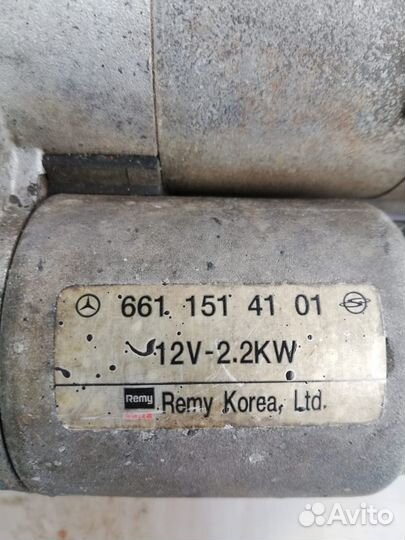 661 151 41 01
12V-2.2KW
Remy Remy Korea, Ltd.
Avito